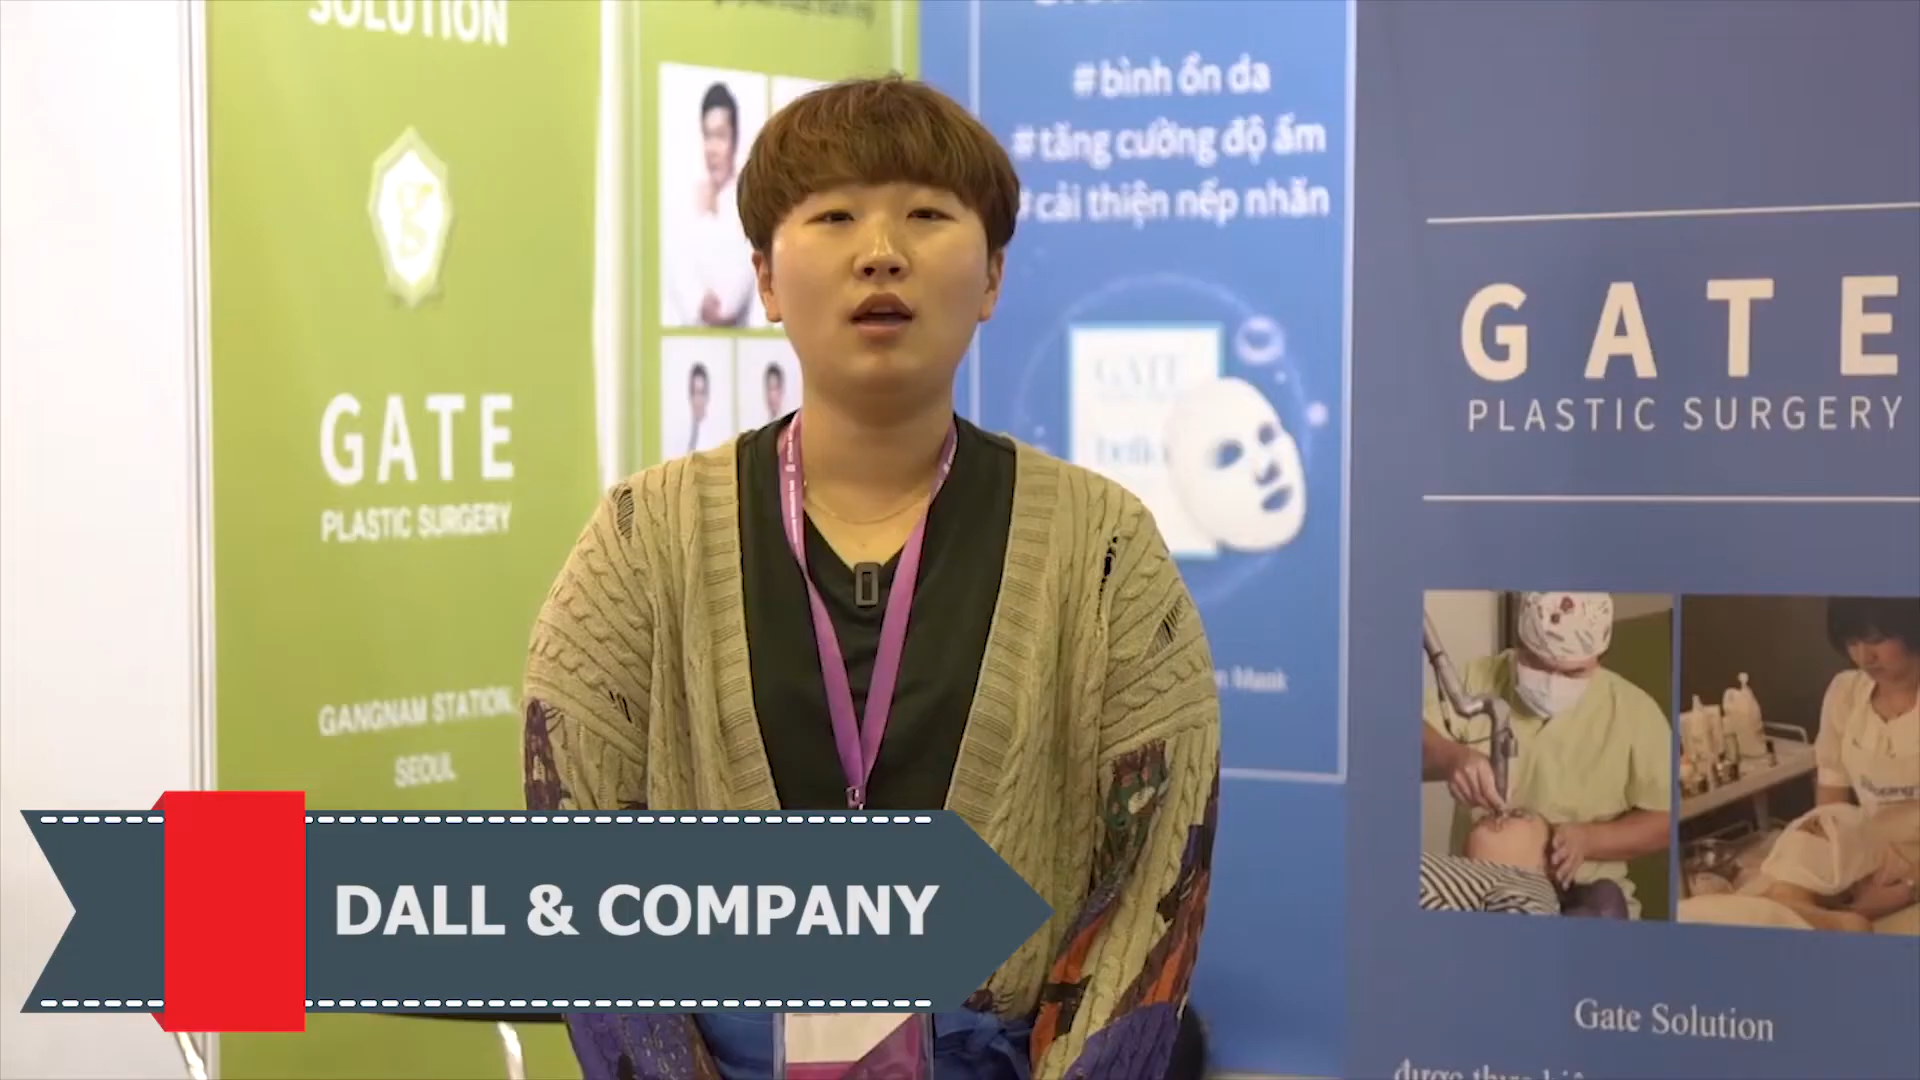 SOLUTION
GATE
PLASTIC SURGERY
GANGNAM STATION,
SEOUL
#bình ổn da
#tăng cường độ ẩm
#cải thiện nếp nhăn
GATE
Mask
GATE
PLASTIC SURGERY
Gate Solution
DALL & COMPANY